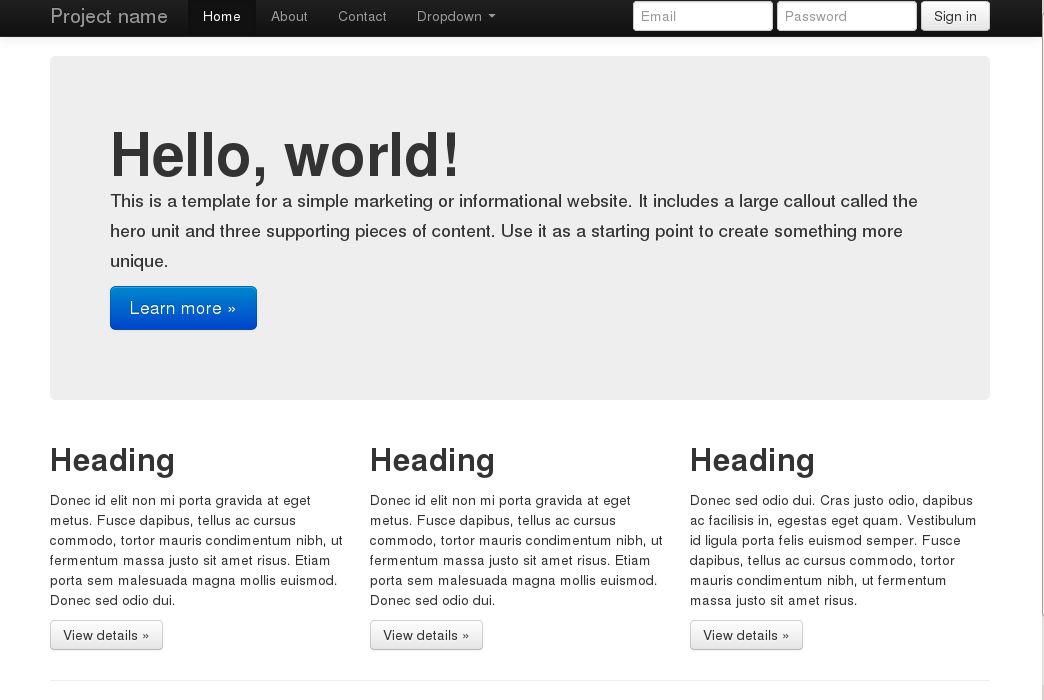 Project name Home About Contact Dropdown Email Password Sign in
Hello, world!
This is a template for a simple marketing or informational website. It includes a large callout called the
hero unit and three supporting pieces of content. Use it as a starting point to create something more
unique.
Learn more »
Heading
Donec id elit non mi porta gravida at eget
metus. Fusce dapibus, tellus ac cursus
commodo, tortor mauris condimentum nibh, ut
fermentum massa justo sit amet risus. Etiam
porta sem malesuada magna mollis euismod.
Donec sed odio dui.
View details »
Heading
Donec id elit non mi porta gravida at eget
metus. Fusce dapibus, tellus ac cursus
commodo, tortor mauris condimentum nibh, ut
fermentum massa justo sit amet risus. Etiam
porta sem malesuada magna mollis euismod.
Donec sed odio dui.
View details »
Heading
Donec sed odio dui. Cras justo odio, dapibus
ac facilisis in, egestas eget quam. Vestibulum
id ligula porta felis euismod semper. Fusce
dapibus, tellus ac cursus commodo, tortor
mauris condimentum nibh, ut fermentum
massa justo sit amet risus.
View details »